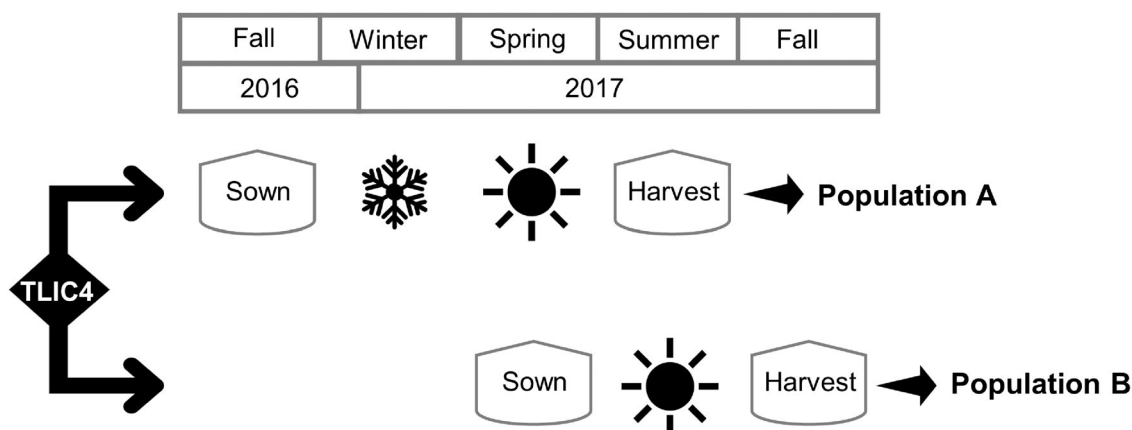 Fall Winter Spring Summer Fall
2016 2017
Sown Harvest Population A
TLIC4
Sown Harvest Population B